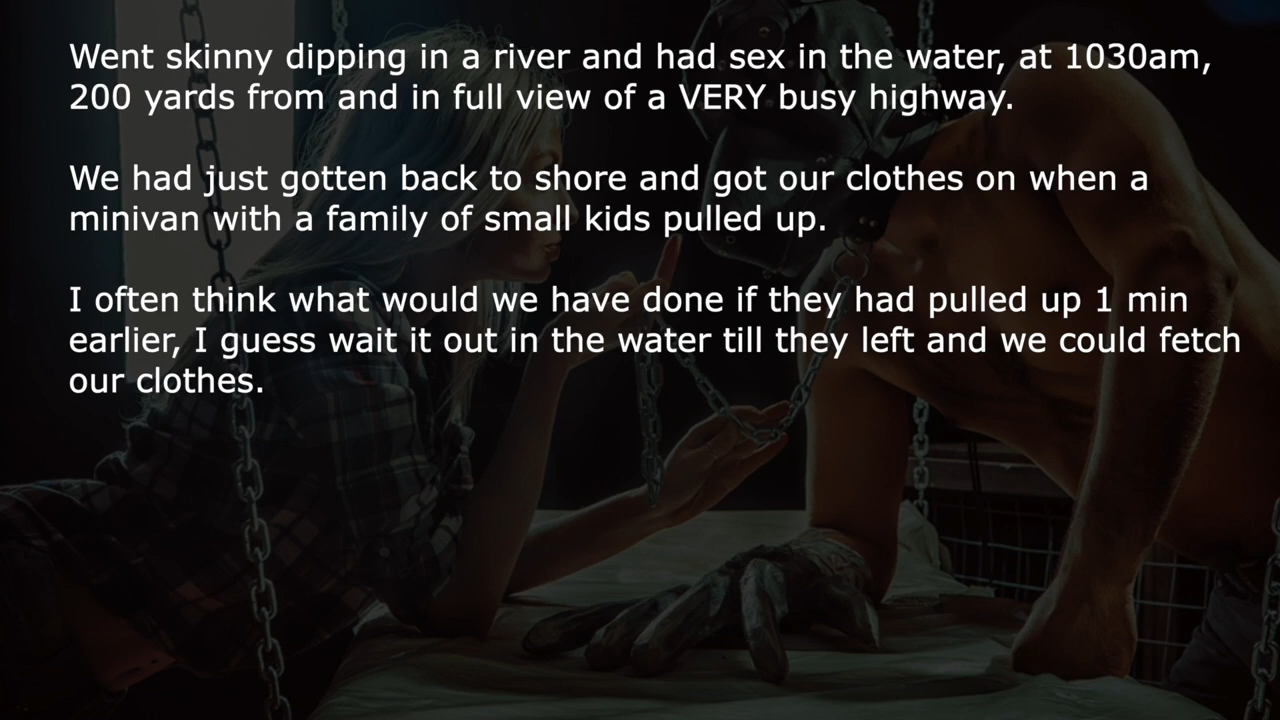 Went skinny dipping in a river and had sex in the water, at 1030am,
200 yards from and in full view of a VERY busy highway.
We had just gotten back to shore and got our clothes on when a
minivan with a family of small kids pulled up.
I often think what would we have done if they had pulled up 1 min
earlier, I guess wait it out in the water till they left and we could fetch
our clothes.